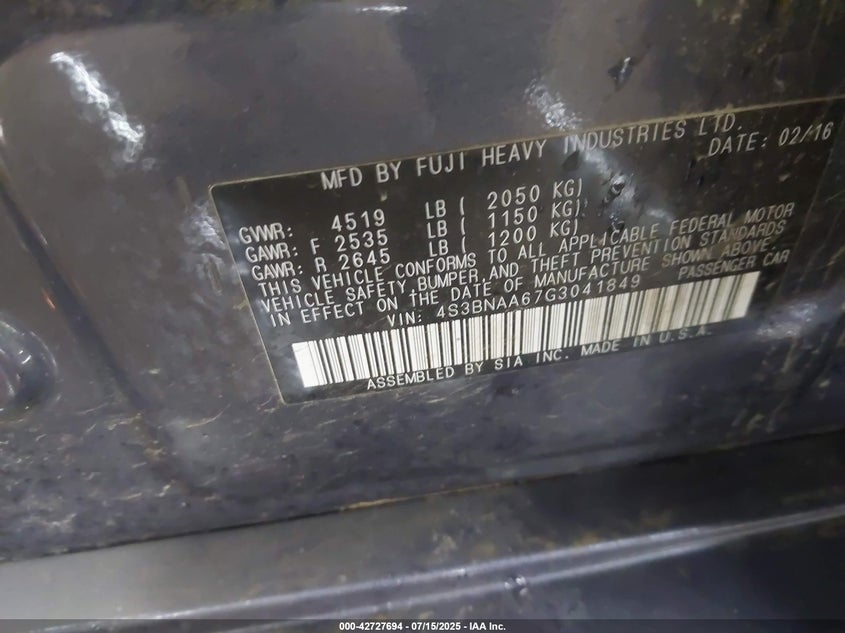 MFD BY FUJI HEAVY INDUSTRIES LTD.
DATE: 02/16
GVWR: 4519 LB ( 2050 KG)
GAWR: F 2535 LB ( 1150 KG)
GAWR: R 2645 LB ( 1200 KG)
THIS VEHICLE CONFORMS TO ALL APPLICABLE FEDERAL MOTOR
VEHICLE SAFETY, BUMPER, AND THEFT PREVENTION STANDARDS
IN EFFECT ON THE DATE OF MANUFACTURE SHOWN ABOVE.
VIN: 4S3BNAA67G3041849 PASSENGER CAR
ASSEMBLED BY SIA INC. MADE IN U.S.A.
000-42727694 - 07/15/2025 - IAA Inc.